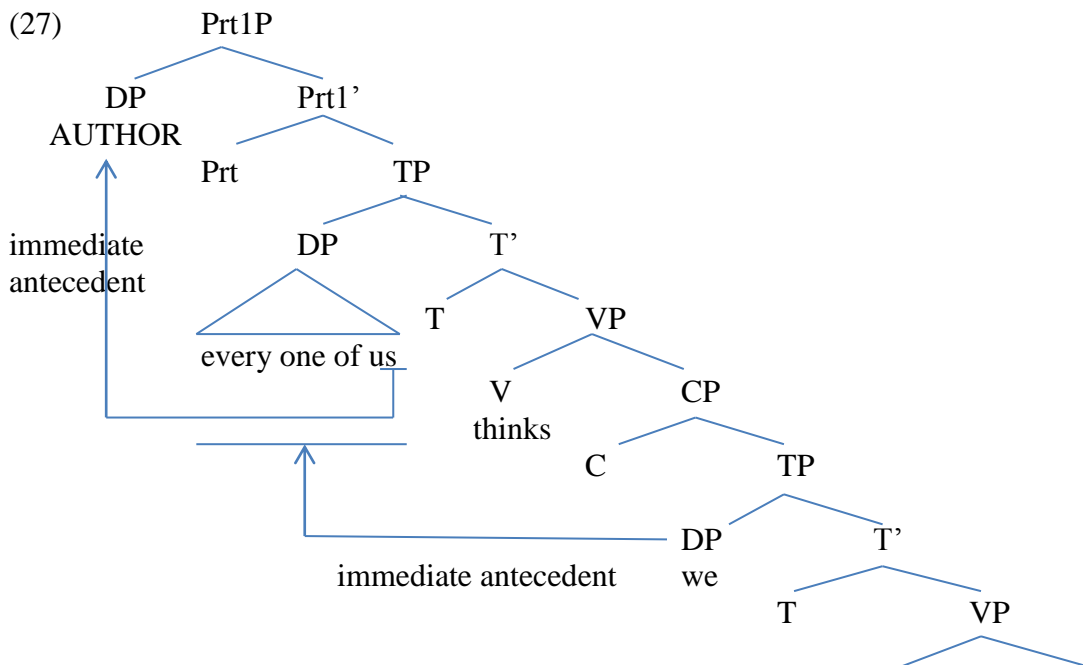 (27) Prt1P
DP Prt1’
AUTHOR
Prt TP
immediate DP T’
antecedent
T VP
every one of us
V CP
thinks
C TP
DP T’
immediate antecedent we
T VP